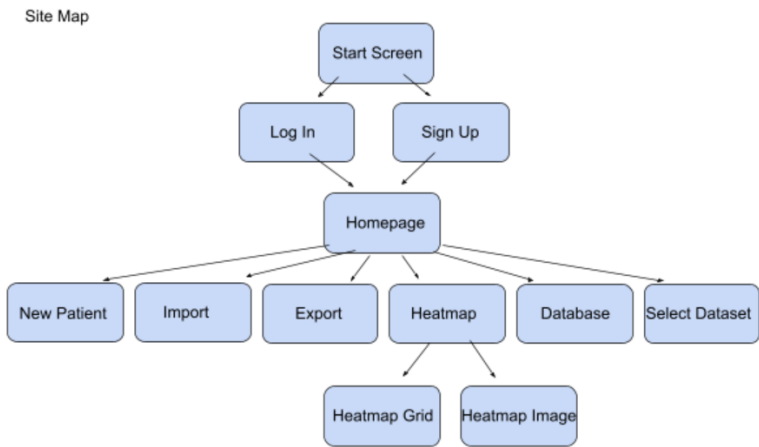 Site Map
Start Screen
Log In
Sign Up
Homepage
New Patient
Import
Export
Heatmap
Database
Select Dataset
Heatmap Grid
Heatmap Image